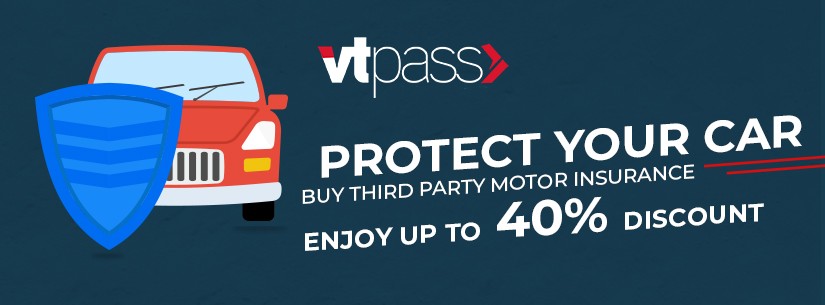 vtpass
PROTECT YOUR CAR
BUY THIRD PARTY MOTOR INSURANCE
ENJOY UP TO 40% DISCOUNT